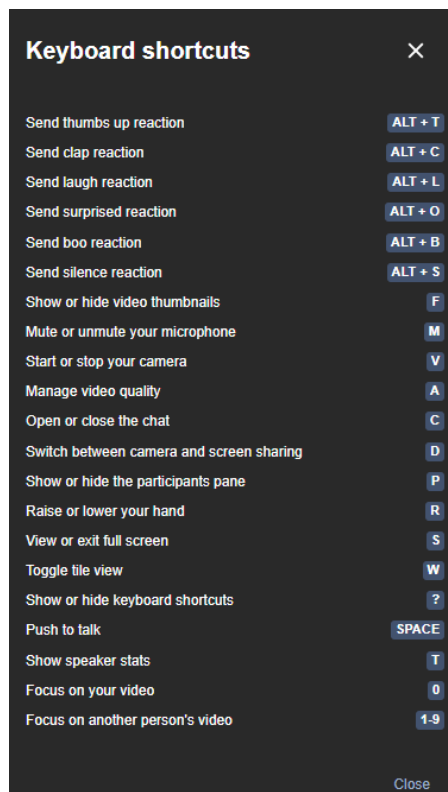 Keyboard shortcuts ×
Send thumbs up reaction ALT + T
Send clap reaction ALT + C
Send laugh reaction ALT + L
Send surprised reaction ALT + O
Send boo reaction ALT + B
Send silence reaction ALT + S
Show or hide video thumbnails F
Mute or unmute your microphone M
Start or stop your camera V
Manage video quality A
Open or close the chat C
Switch between camera and screen sharing D
Show or hide the participants pane P
Raise or lower your hand R
View or exit full screen S
Toggle tile view W
Show or hide keyboard shortcuts ?
Push to talk SPACE
Show speaker stats T
Focus on your video 0
Focus on another person's video 1-9
Close